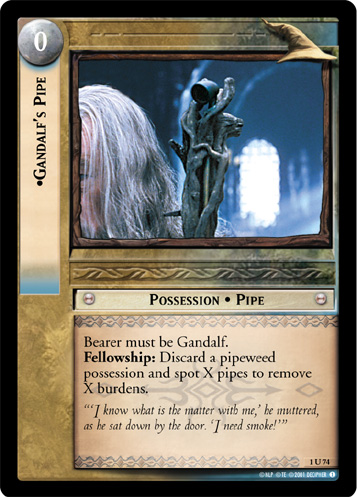 0
•GANDALF'S PIPE
POSSESSION • PIPE
Bearer must be Gandalf.
Fellowship: Discard a pipeweed
possession and spot X pipes to remove
X burdens.
“‘I know what is the matter with me,’ he muttered,
as he sat down by the door. ‘I need smoke!’”
1 U 74
©NLP ©TE ©2001 DECIPHER